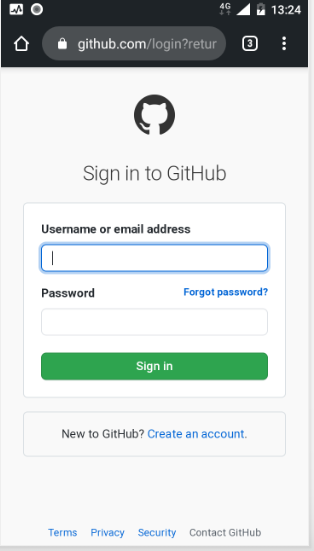 4G 13:24
github.com/login?retur 3
Sign in to GitHub
Username or email address
Password Forgot password?
Sign in
New to GitHub? Create an account.
Terms Privacy Security Contact GitHub